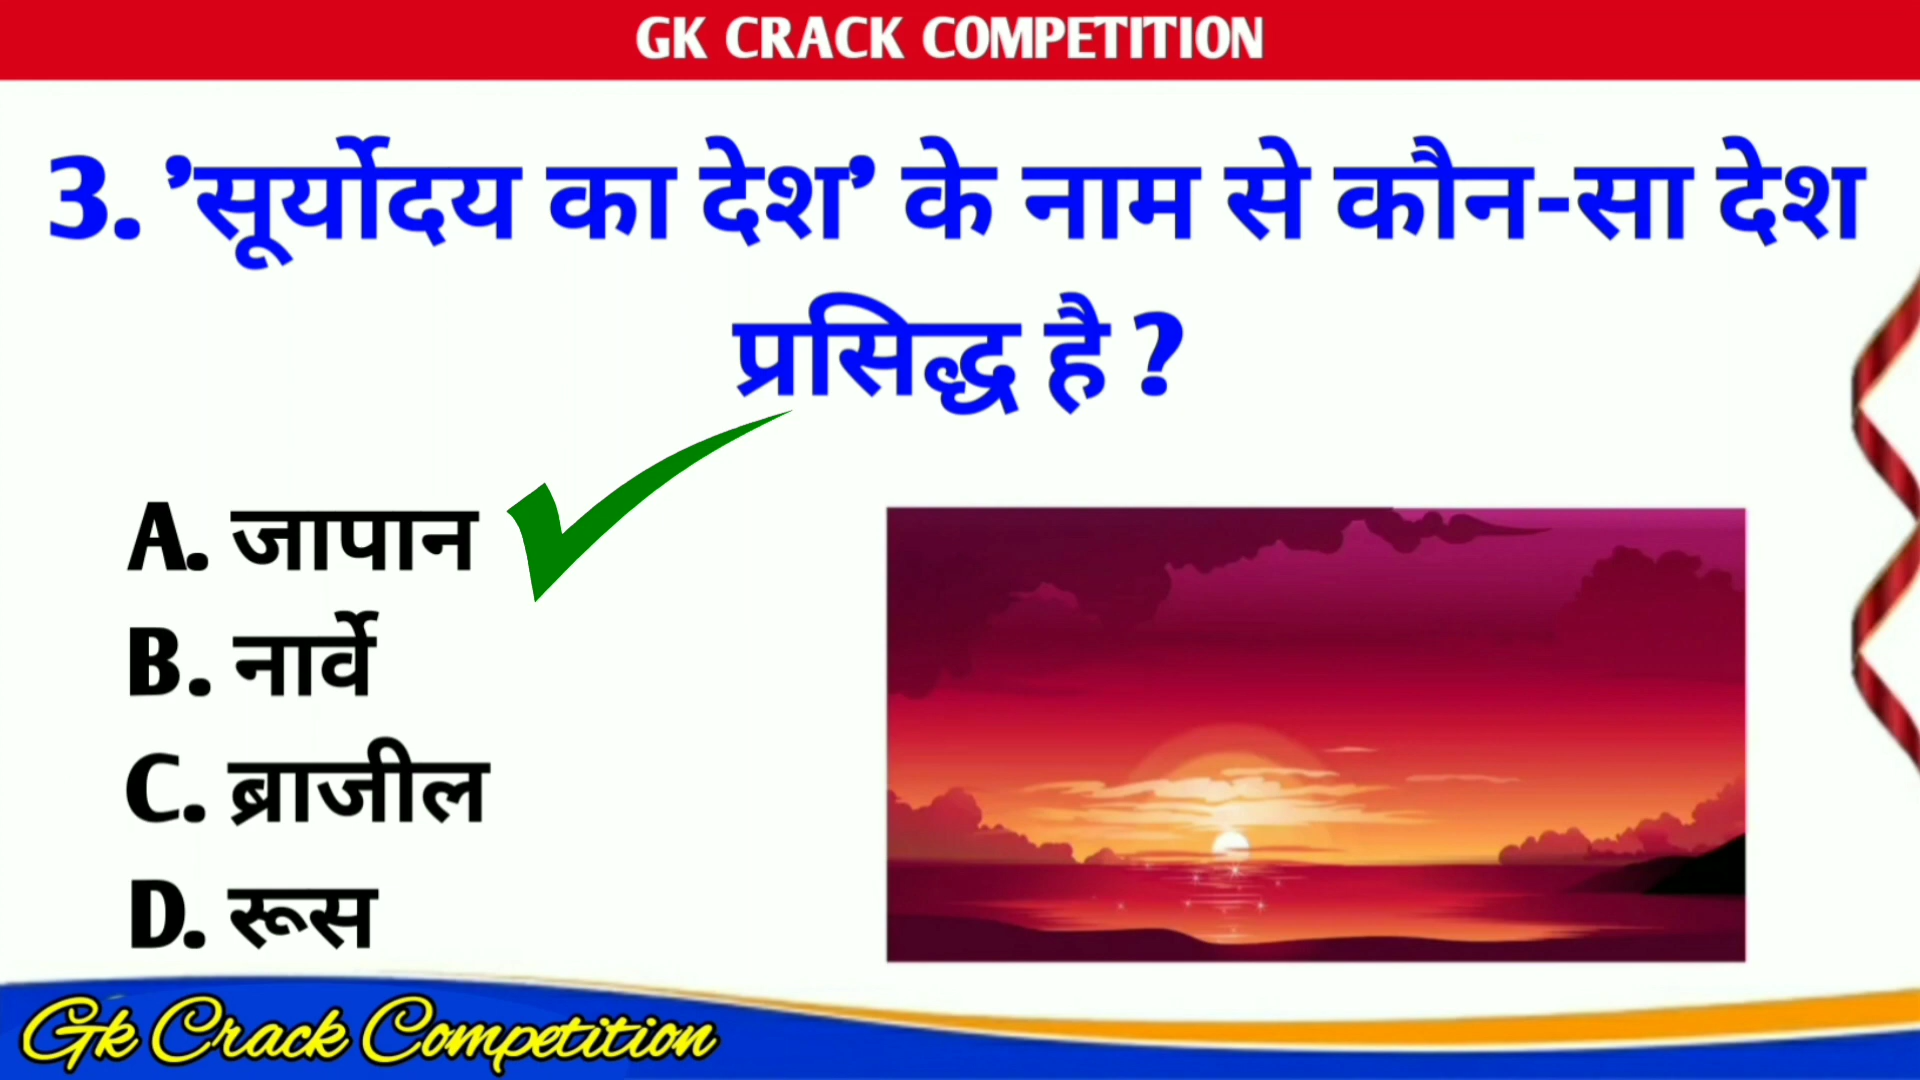 GK CRACK COMPETITION
3. ’सूर्योदय का देश’ के नाम से कौन-सा देश
प्रसिद्ध है ?
A. जापान
B. नार्वे
C. ब्राजील
D. रूस
Gk Crack Competition